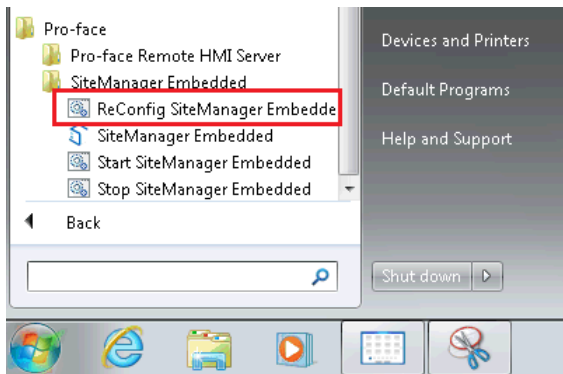 Pro-face
Pro-face Remote HMI Server
SiteManager Embedded
ReConfig SiteManager Embedde
SiteManager Embedded
Start SiteManager Embedded
Stop SiteManager Embedded
Back
Devices and Printers
Default Programs
Help and Support
Shut down